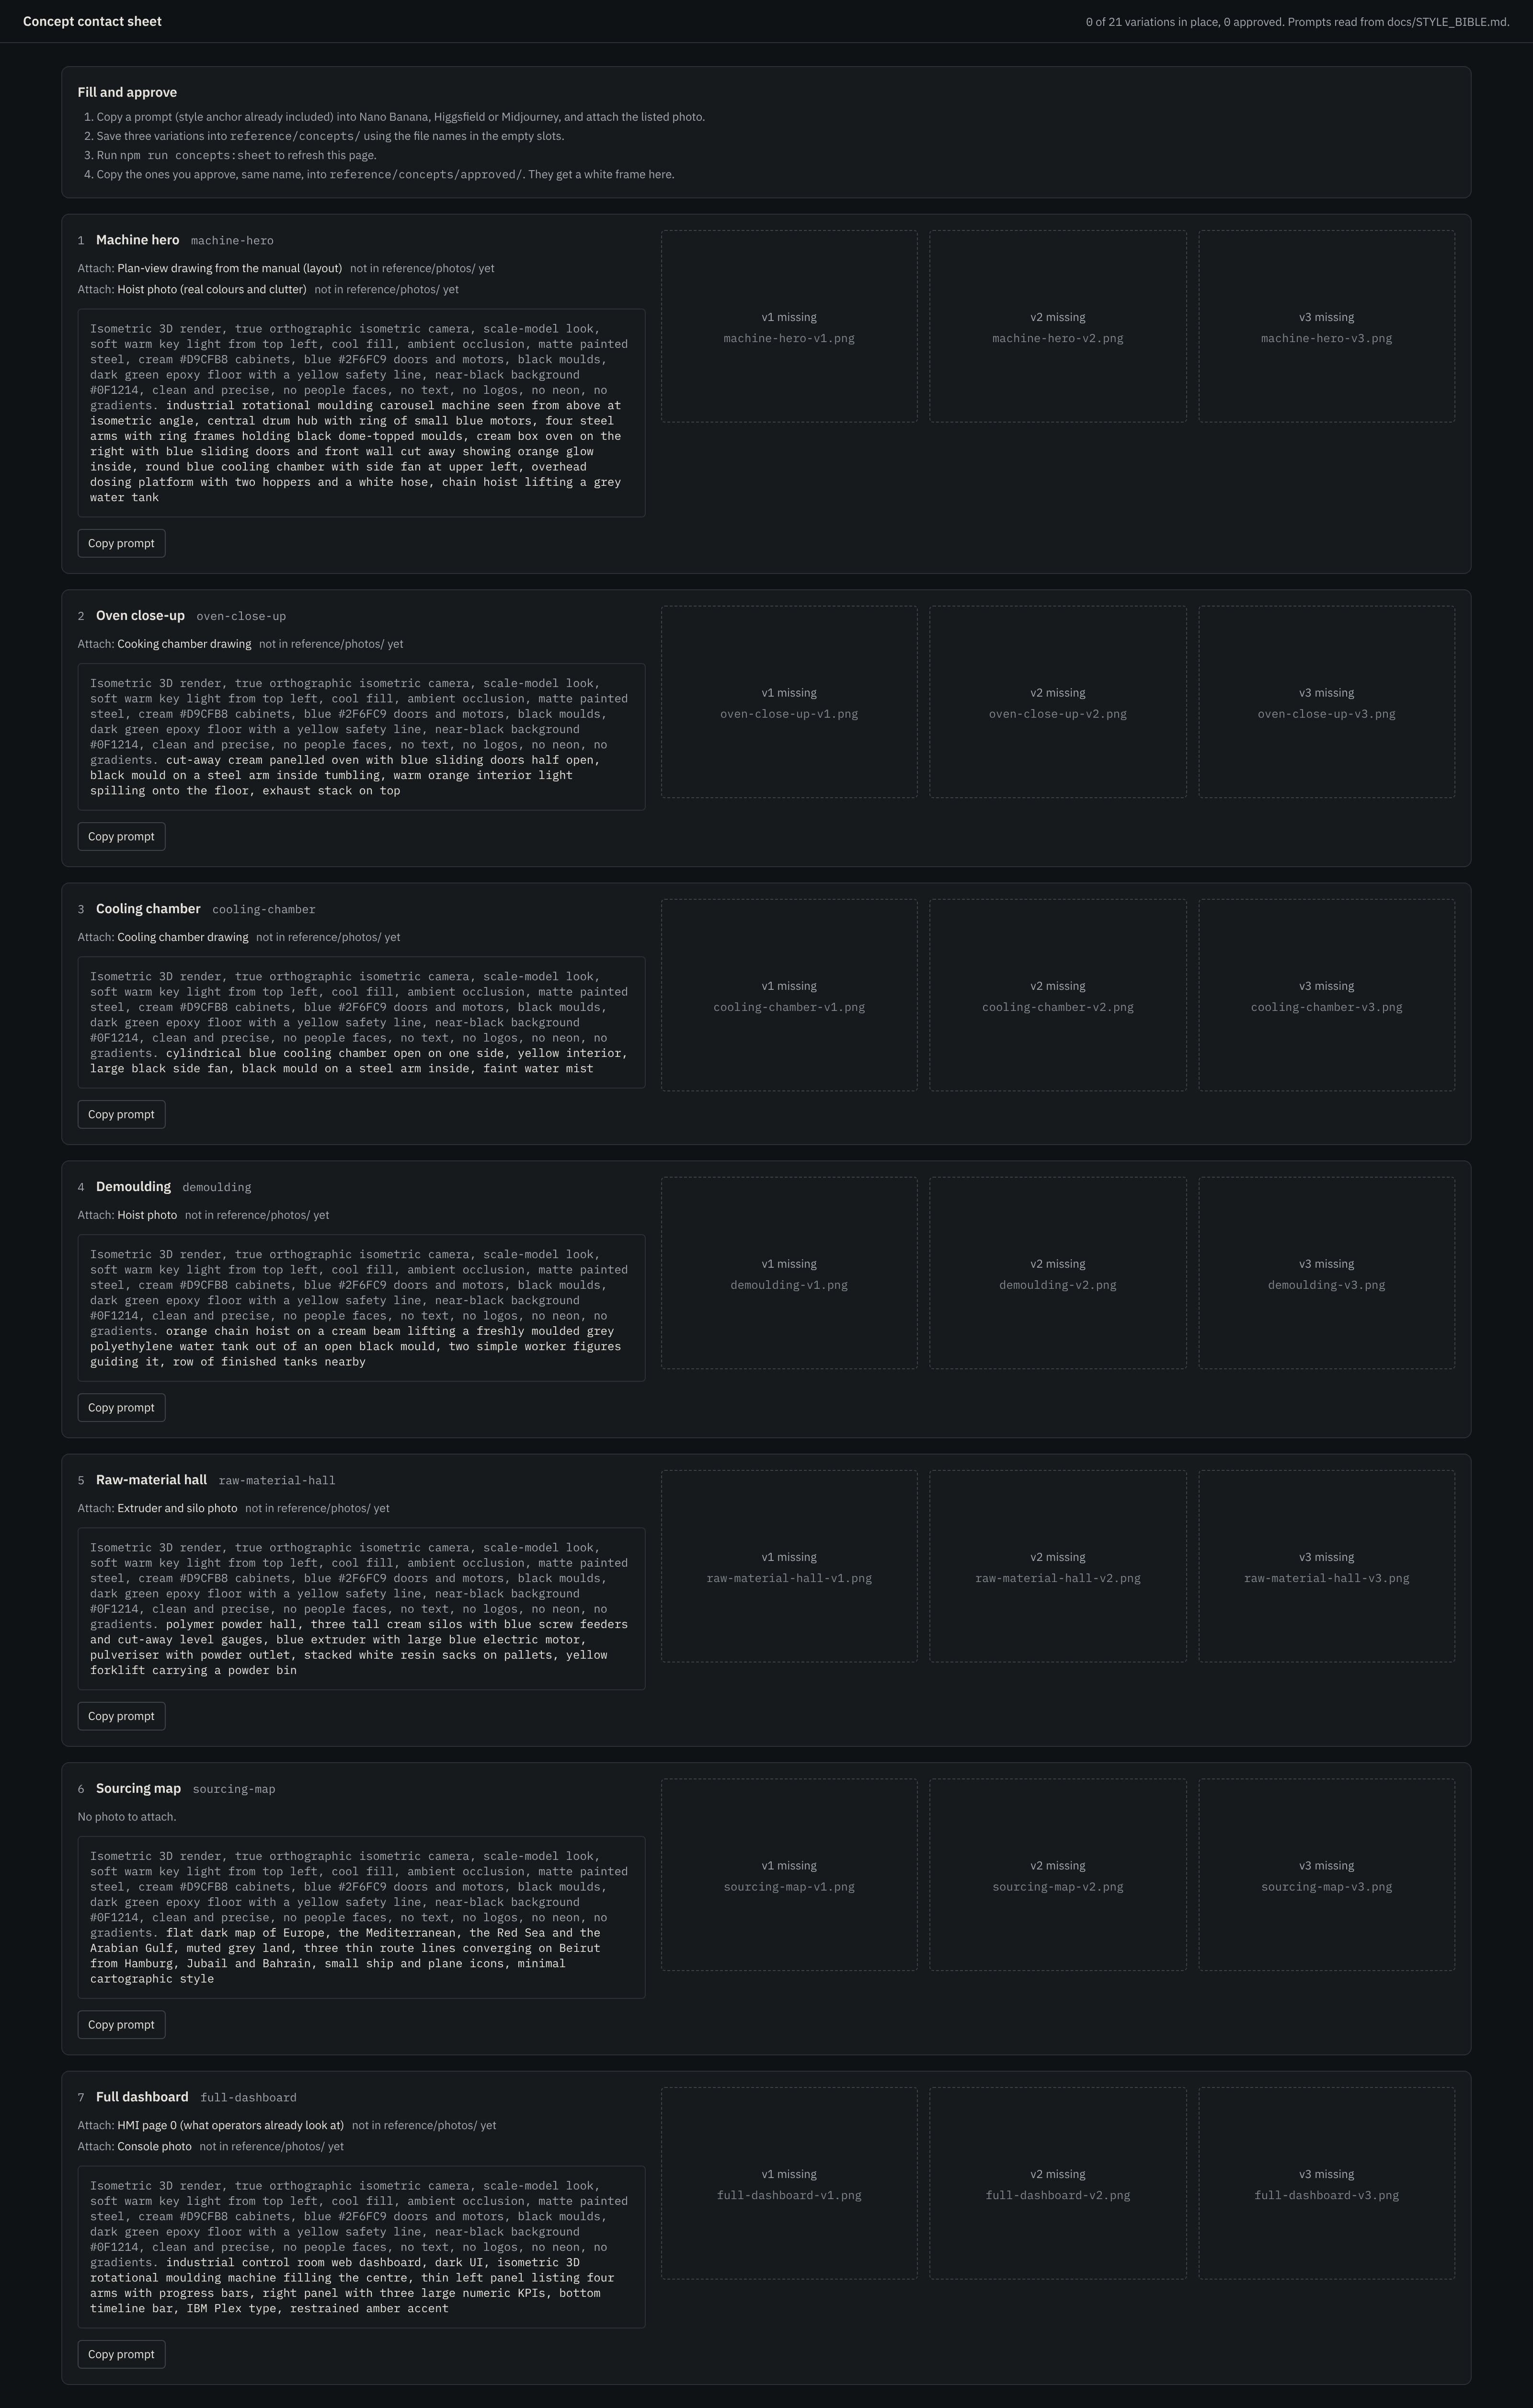 Concept contact sheet
0 of 21 variations in place, 0 approved. Prompts read from docs/STYLE_BIBLE.md.
Fill and approve
1. Copy a prompt (style anchor already included) into Nano Banana, Higgsfield or Midjourney, and attach the listed photo.
2. Save three variations into reference/concepts/ using the file names in the empty slots.
3. Run npm run concepts:sheet to refresh this page.
4. Copy the ones you approve, same name, into reference/concepts/approved/. They get a white frame here.
1 Machine hero machine-hero
Attach: Plan-view drawing from the manual (layout) not in reference/photos/ yet
Attach: Hoist photo (real colours and clutter) not in reference/photos/ yet
Isometric 3D render, true orthographic isometric camera, scale-model look,
soft warm key light from top left, cool fill, ambient occlusion, matte painted
steel, cream #D9CFB8 cabinets, blue #2F6FC9 doors and motors, black moulds,
dark green epoxy floor with a yellow safety line, near-black background
#0F1214, clean and precise, no people faces, no text, no logos, no neon, no
gradients. industrial rotational moulding carousel machine seen from above at
isometric angle, central drum hub with ring of small blue motors, four steel
arms with ring frames holding black dome-topped moulds, cream box oven on the
right with blue sliding doors and front wall cut away showing orange glow
inside, round blue cooling chamber with side fan at upper left, overhead
dosing platform with two hoppers and a white hose, chain hoist lifting a grey
water tank
Copy prompt
v1 missing
machine-hero-v1.png
v2 missing
machine-hero-v2.png
v3 missing
machine-hero-v3.png
2 Oven close-up oven-close-up
Attach: Cooking chamber drawing not in reference/photos/ yet
Isometric 3D render, true orthographic isometric camera, scale-model look,
soft warm key light from top left, cool fill, ambient occlusion, matte painted
steel, cream #D9CFB8 cabinets, blue #2F6FC9 doors and motors, black moulds,
dark green epoxy floor with a yellow safety line, near-black background
#0F1214, clean and precise, no people faces, no text, no logos, no neon, no
gradients. cut-away cream panelled oven with blue sliding doors half open,
black mould on a steel arm inside tumbling, warm orange interior light
spilling onto the floor, exhaust stack on top
Copy prompt
v1 missing
oven-close-up-v1.png
v2 missing
oven-close-up-v2.png
v3 missing
oven-close-up-v3.png
3 Cooling chamber cooling-chamber
Attach: Cooling chamber drawing not in reference/photos/ yet
Isometric 3D render, true orthographic isometric camera, scale-model look,
soft warm key light from top left, cool fill, ambient occlusion, matte painted
steel, cream #D9CFB8 cabinets, blue #2F6FC9 doors and motors, black moulds,
dark green epoxy floor with a yellow safety line, near-black background
#0F1214, clean and precise, no people faces, no text, no logos, no neon, no
gradients. cylindrical blue cooling chamber open on one side, yellow interior,
large black side fan, black mould on a steel arm inside, faint water mist
Copy prompt
v1 missing
cooling-chamber-v1.png
v2 missing
cooling-chamber-v2.png
v3 missing
cooling-chamber-v3.png
4 Demoulding demoulding
Attach: Hoist photo not in reference/photos/ yet
Isometric 3D render, true orthographic isometric camera, scale-model look,
soft warm key light from top left, cool fill, ambient occlusion, matte painted
steel, cream #D9CFB8 cabinets, blue #2F6FC9 doors and motors, black moulds,
dark green epoxy floor with a yellow safety line, near-black background
#0F1214, clean and precise, no people faces, no text, no logos, no neon, no
gradients. orange chain hoist on a cream beam lifting a freshly moulded grey
polyethylene water tank out of an open black mould, two simple worker figures
guiding it, row of finished tanks nearby
Copy prompt
v1 missing
demoulding-v1.png
v2 missing
demoulding-v2.png
v3 missing
demoulding-v3.png
5 Raw-material hall raw-material-hall
Attach: Extruder and silo photo not in reference/photos/ yet
Isometric 3D render, true orthographic isometric camera, scale-model look,
soft warm key light from top left, cool fill, ambient occlusion, matte painted
steel, cream #D9CFB8 cabinets, blue #2F6FC9 doors and motors, black moulds,
dark green epoxy floor with a yellow safety line, near-black background
#0F1214, clean and precise, no people faces, no text, no logos, no neon, no
gradients. polymer powder hall, three tall cream silos with blue screw feeders
and cut-away level gauges, blue extruder with large blue electric motor,
pulveriser with powder outlet, stacked white resin sacks on pallets, yellow
forklift carrying a powder bin
Copy prompt
v1 missing
raw-material-hall-v1.png
v2 missing
raw-material-hall-v2.png
v3 missing
raw-material-hall-v3.png
6 Sourcing map sourcing-map
No photo to attach.
Isometric 3D render, true orthographic isometric camera, scale-model look,
soft warm key light from top left, cool fill, ambient occlusion, matte painted
steel, cream #D9CFB8 cabinets, blue #2F6FC9 doors and motors, black moulds,
dark green epoxy floor with a yellow safety line, near-black background
#0F1214, clean and precise, no people faces, no text, no logos, no neon, no
gradients. flat dark map of Europe, the Mediterranean, the Red Sea and the
Arabian Gulf, muted grey land, three thin route lines converging on Beirut
from Hamburg, Jubail and Bahrain, small ship and plane icons, minimal
cartographic style
Copy prompt
v1 missing
sourcing-map-v1.png
v2 missing
sourcing-map-v2.png
v3 missing
sourcing-map-v3.png
7 Full dashboard full-dashboard
Attach: HMI page 0 (what operators already look at) not in reference/photos/ yet
Attach: Console photo not in reference/photos/ yet
Isometric 3D render, true orthographic isometric camera, scale-model look,
soft warm key light from top left, cool fill, ambient occlusion, matte painted
steel, cream #D9CFB8 cabinets, blue #2F6FC9 doors and motors, black moulds,
dark green epoxy floor with a yellow safety line, near-black background
#0F1214, clean and precise, no people faces, no text, no logos, no neon, no
gradients. industrial control room web dashboard, dark UI, isometric 3D
rotational moulding machine filling the centre, thin left panel listing four
arms with progress bars, right panel with three large numeric KPIs, bottom
timeline bar, IBM Plex type, restrained amber accent
Copy prompt
v1 missing
full-dashboard-v1.png
v2 missing
full-dashboard-v2.png
v3 missing
full-dashboard-v3.png